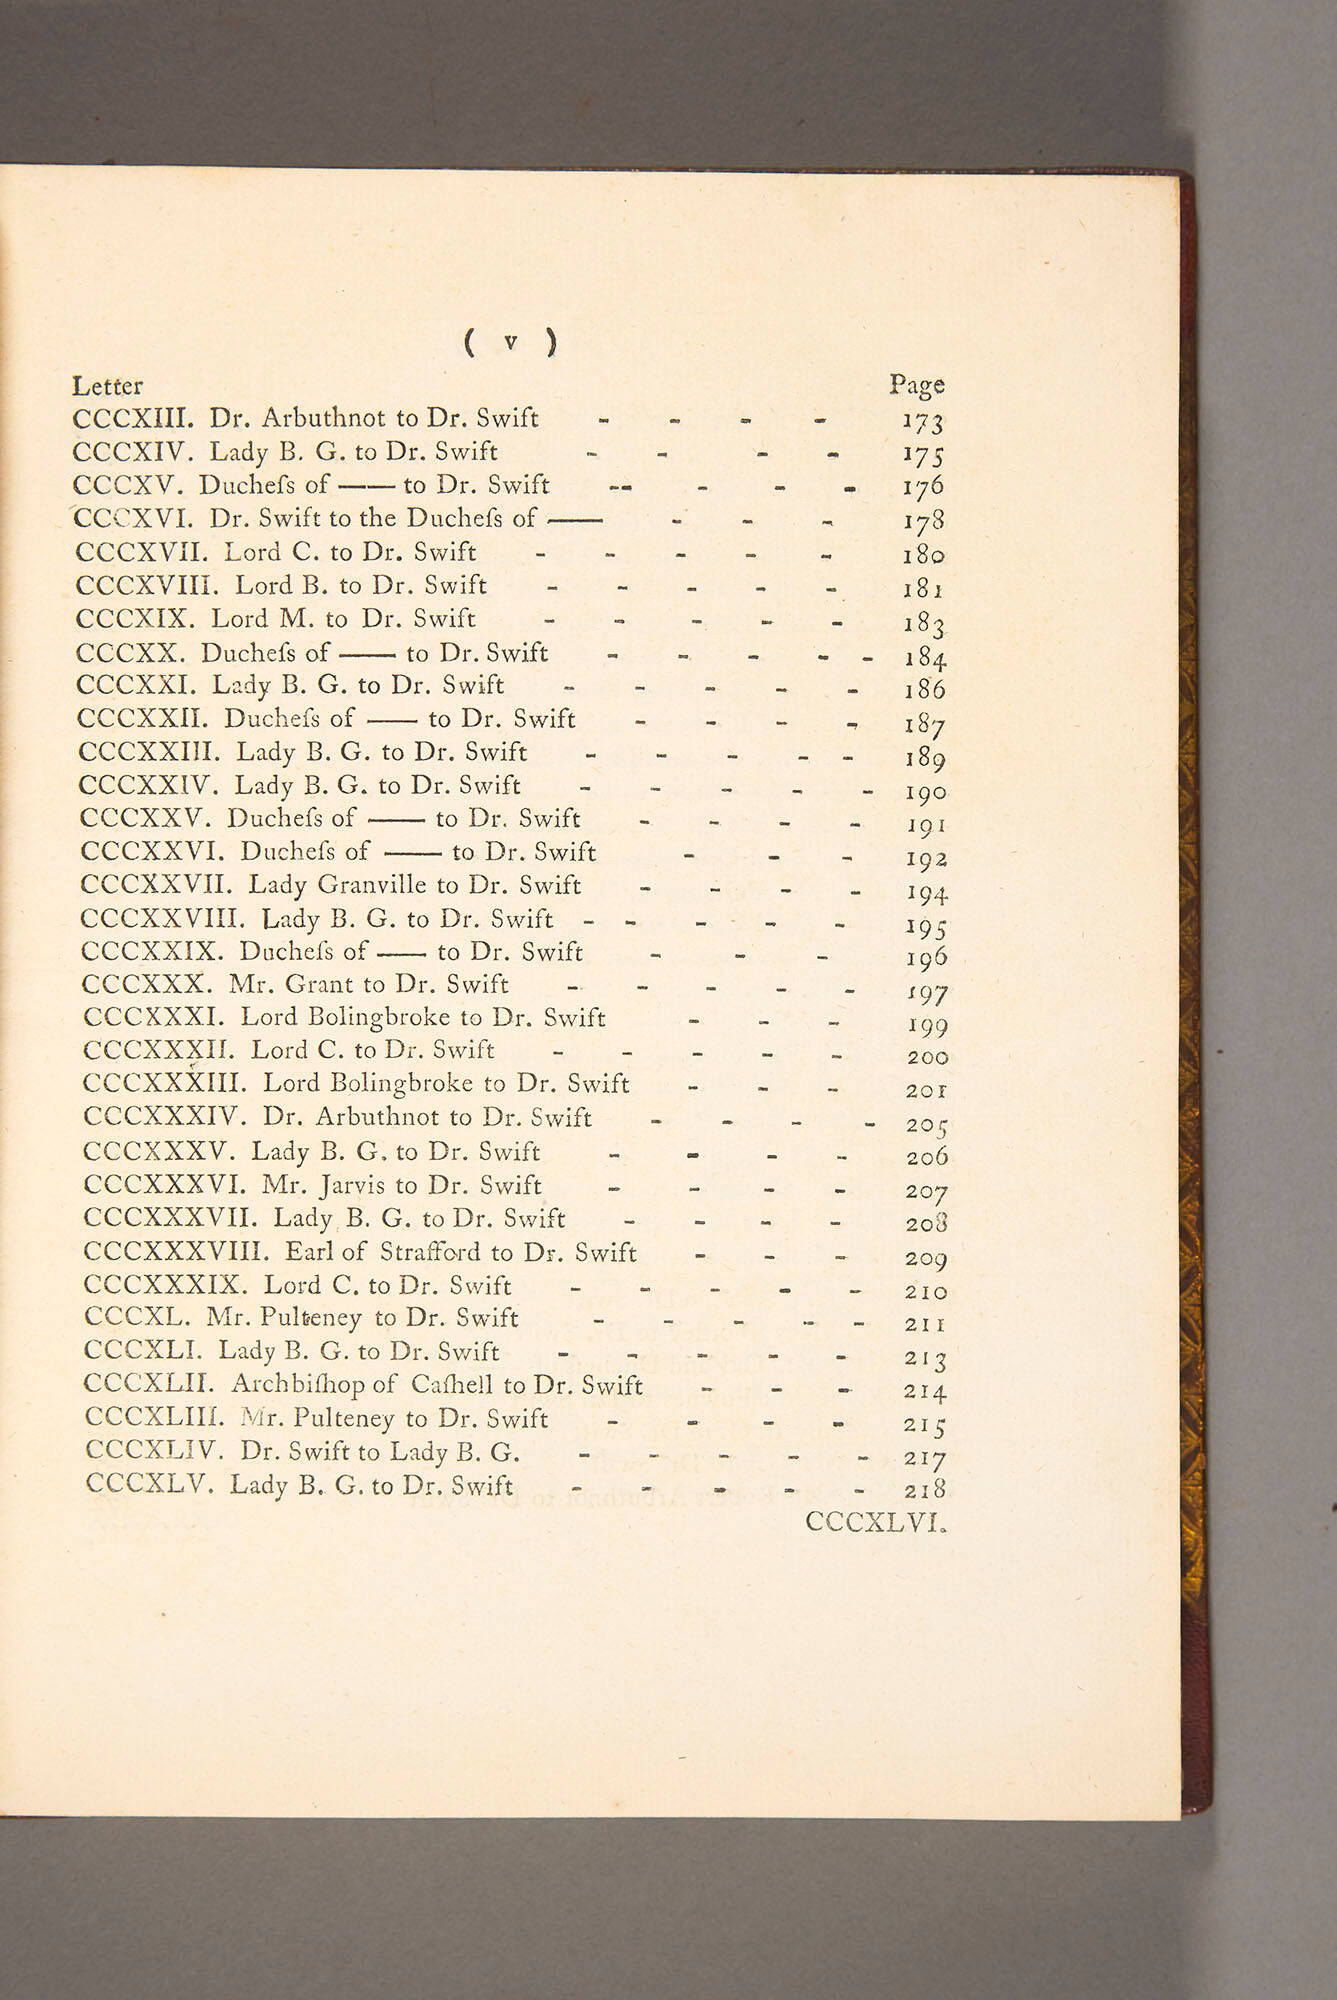 ( v )
Letter Page
CCCXIII. Dr. Arbuthnot to Dr. Swift - - - - 173
CCCXIV. Lady B. G. to Dr. Swift - - - - 175
CCCXV. Ducheſs of —— to Dr. Swift -- - - - 176
CCCXVI. Dr. Swift to the Ducheſs of —— - - - 178
CCCXVII. Lord C. to Dr. Swift - - - - - 180
CCCXVIII. Lord B. to Dr. Swift - - - - - 181
CCCXIX. Lord M. to Dr. Swift - - - - - 183
CCCXX. Ducheſs of —— to Dr. Swift - - - - - 184
CCCXXI. Lady B. G. to Dr. Swift - - - - - 186
CCCXXII. Ducheſs of —— to Dr. Swift - - - - 187
CCCXXIII. Lady B. G. to Dr. Swift - - - - - 189
CCCXXIV. Lady B. G. to Dr. Swift - - - - - 190
CCCXXV. Ducheſs of —— to Dr. Swift - - - - 191
CCCXXVI. Ducheſs of —— to Dr. Swift - - - 192
CCCXXVII. Lady Granville to Dr. Swift - - - - 194
CCCXXVIII. Lady B. G. to Dr. Swift - - - - - 195
CCCXXIX. Ducheſs of —— to Dr. Swift - - - 196
CCCXXX. Mr. Grant to Dr. Swift - - - - - 197
CCCXXXI. Lord Bolingbroke to Dr. Swift - - - 199
CCCXXXII. Lord C. to Dr. Swift - - - - - 200
CCCXXXIII. Lord Bolingbroke to Dr. Swift - - - 201
CCCXXXIV. Dr. Arbuthnot to Dr. Swift - - - - 205
CCCXXXV. Lady B. G. to Dr. Swift - - - - 206
CCCXXXVI. Mr. Jarvis to Dr. Swift - - - - 207
CCCXXXVII. Lady B. G. to Dr. Swift - - - - 208
CCCXXXVIII. Earl of Strafford to Dr. Swift - - - 209
CCCXXXIX. Lord C. to Dr. Swift - - - - - 210
CCCXL. Mr. Pulteney to Dr. Swift - - - - - 211
CCCXLI. Lady B. G. to Dr. Swift - - - - - 213
CCCXLII. Archbiſhop of Caſhell to Dr. Swift - - - 214
CCCXLIII. Mr. Pulteney to Dr. Swift - - - - 215
CCCXLIV. Dr. Swift to Lady B. G. - - - - - 217
CCCXLV. Lady B. G. to Dr. Swift - - - - - 218
CCCXLVI.